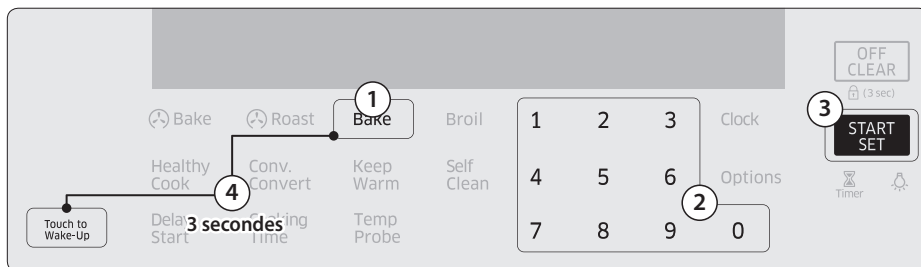 OFF
CLEAR
(3 sec)
1
3
Bake
Roast
Bake
Broil
1 2 3
Clock
START
SET
Healthy
Cook
Conv.
Convert
Keep
Warm
Self
Clean
4 5 6
Options
Timer
4
3 secondes
2
Touch to
Wake-Up
Start
Time
Temp
Probe
7 8 9 0